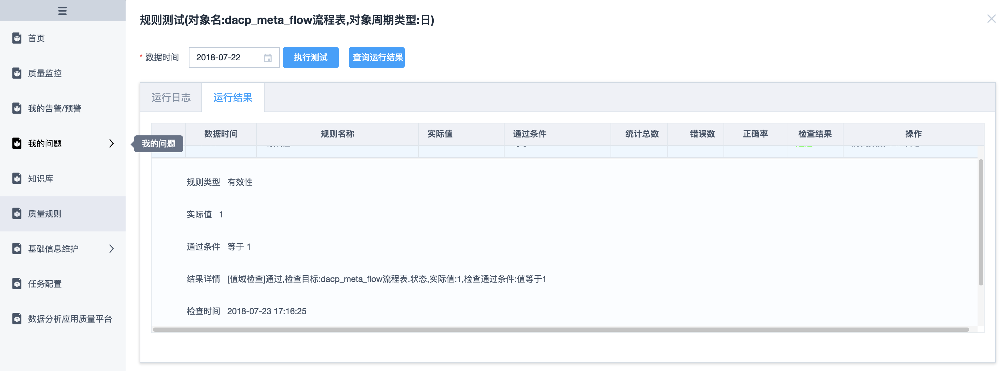 规则测试(对象名:dacp_meta_flow流程表,对象周期类型:日)
首页
质量监控
我的告警/预警
我的问题
知识库
质量规则
基础信息维护
任务配置
数据分析应用质量平台
* 数据时间 2018-07-22 执行测试 查询运行结果
运行日志 运行结果
数据时间 规则名称 实际值 通过条件 统计总数 错误数 正确率 检查结果 操作
我的问题
规则类型 有效性
实际值 1
通过条件 等于 1
结果详情 [值域检查]通过,检查目标:dacp_meta_flow流程表.状态,实际值:1,检查通过条件:值等于1
检查时间 2018-07-23 17:16:25